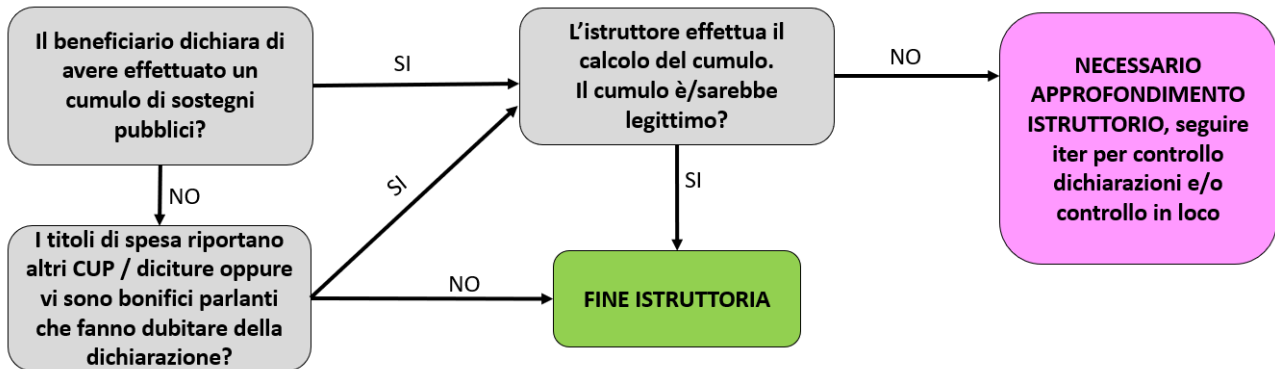 Il beneficiario dichiara di
avere effettuato un
cumulo di sostegni
pubblici?
SI
L’istruttore effettua il
calcolo del cumulo.
Il cumulo è/sarebbe
legittimo?
NO
NECESSARIO
APPROFONDIMENTO
ISTRUTTORIO, seguire
iter per controllo
dichiarazioni e/o
controllo in loco
NO
SI
SI
I titoli di spesa riportano
altri CUP / diciture oppure
vi sono bonifici parlanti
che fanno dubitare della
dichiarazione?
NO
FINE ISTRUTTORIA